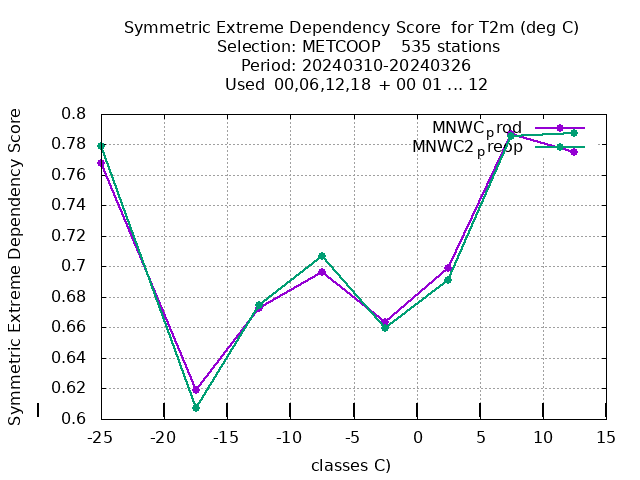 Symmetric Extreme Dependency Score  for T2m (deg C)
Selection: METCOOP    535 stations
Period: 20240310-20240326
Used  00,06,12,18 + 00 01 ... 12
Symmetric Extreme Dependency Score
0.8
0.78
0.76
0.74
0.72
0.7
0.68
0.66
0.64
0.62
0.6
MNWC_prod
MNWC2_preop
-25 -20 -15 -10 -5 0 5 10 15
classes C)